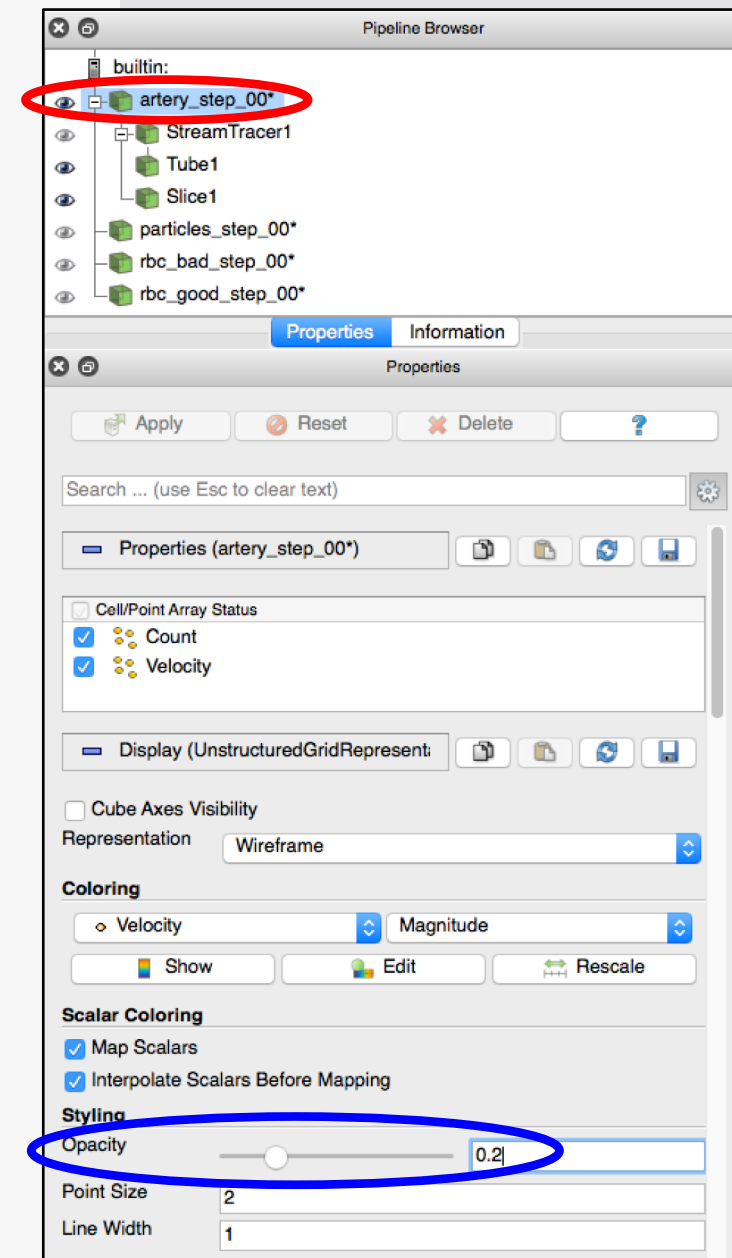 Pipeline Browser
builtin:
artery_step_00*
StreamTracer1
Tube1
Slice1
particles_step_00*
rbc_bad_step_00*
rbc_good_step_00*
Properties Information
Properties
Apply Reset Delete ?
Search ... (use Esc to clear text)
Properties (artery_step_00*)
Cell/Point Array Status
Count
Velocity
Display (UnstructuredGridRepresenta
Cube Axes Visibility
Representation Wireframe
Coloring
Velocity Magnitude
Show Edit Rescale
Scalar Coloring
Map Scalars
Interpolate Scalars Before Mapping
Styling
Opacity 0.2
Point Size 2
Line Width 1